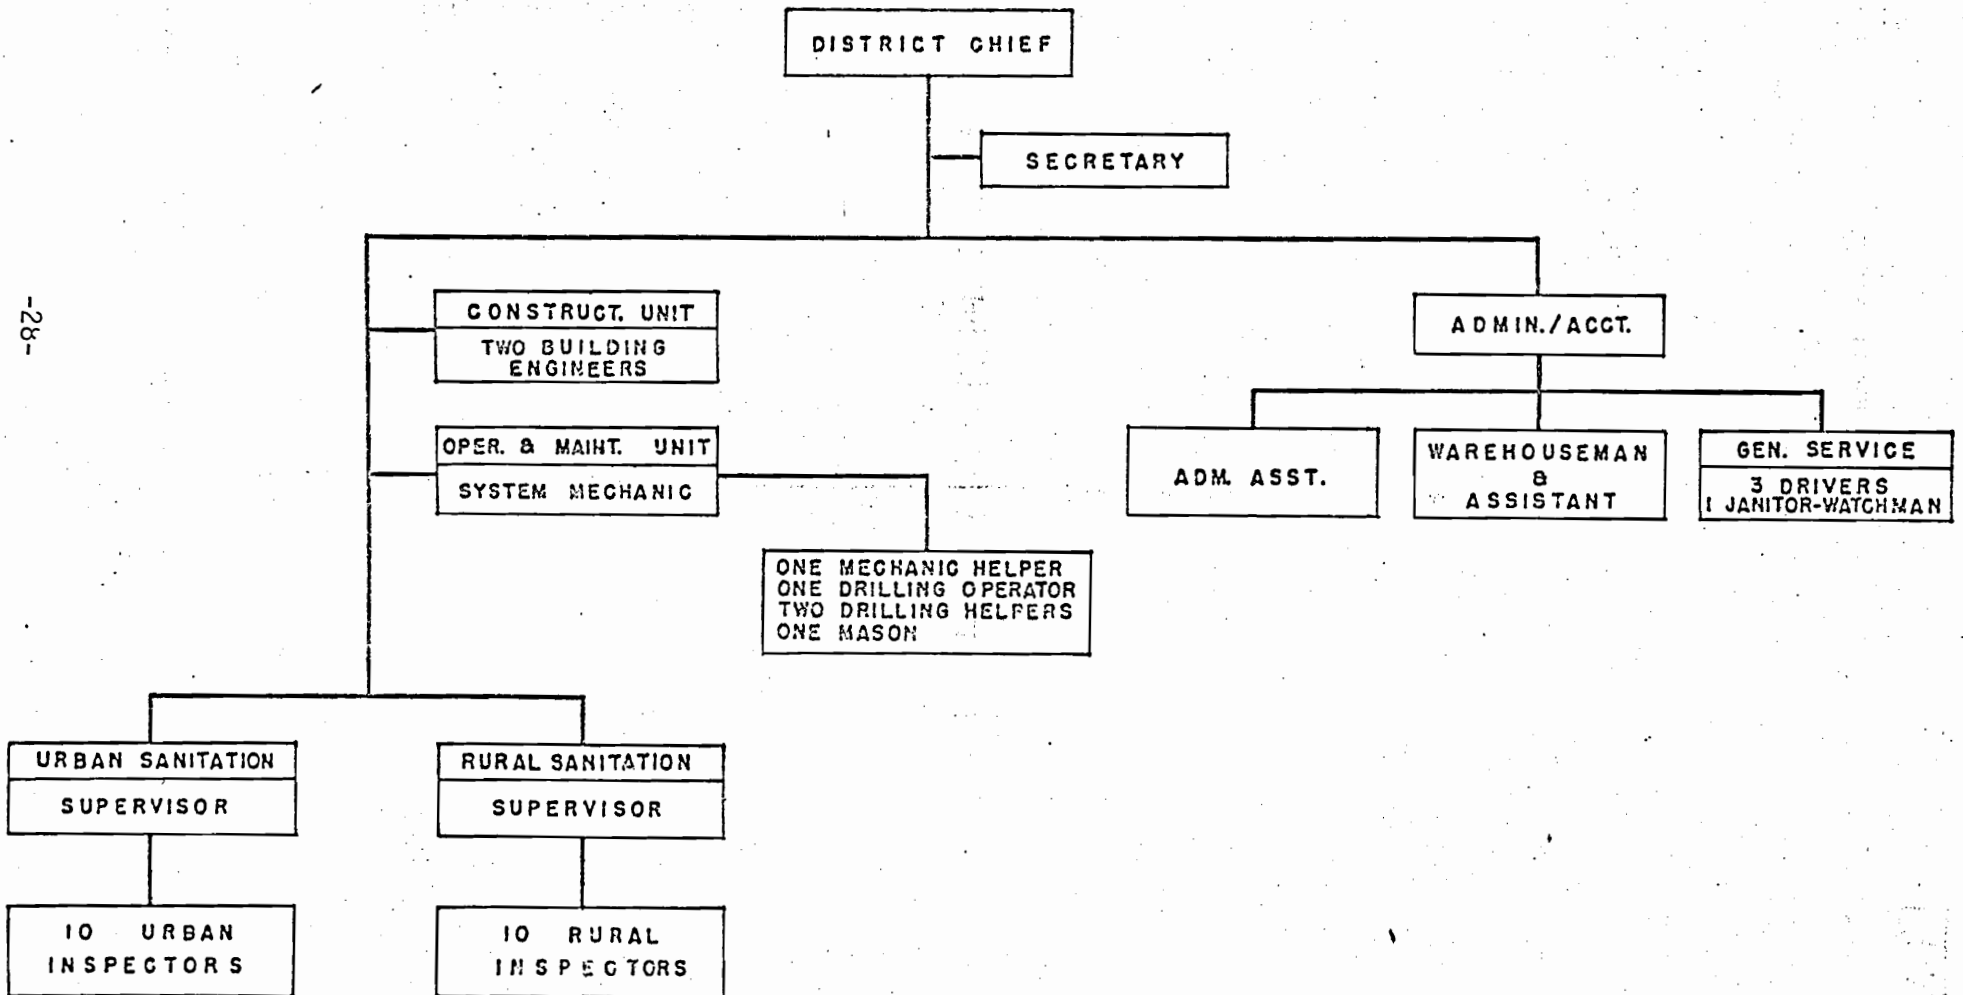 DISTRICT CHIEF
SECRETARY
-28-
CONSTRUCT. UNIT
TWO BUILDING
ENGINEERS
ADMIN./ACCT.
OPER. & MAINT. UNIT
SYSTEM MECHANIC
ADM. ASST.
WAREHOUSEMAN
&
ASSISTANT
GEN. SERVICE
3 DRIVERS
1 JANITOR-WATCHMAN
ONE MECHANIC HELPER
ONE DRILLING OPERATOR
TWO DRILLING HELPERS
ONE MASON
URBAN SANITATION
SUPERVISOR
RURAL SANITATION
SUPERVISOR
10 URBAN
INSPECTORS
10 RURAL
INSPECTORS